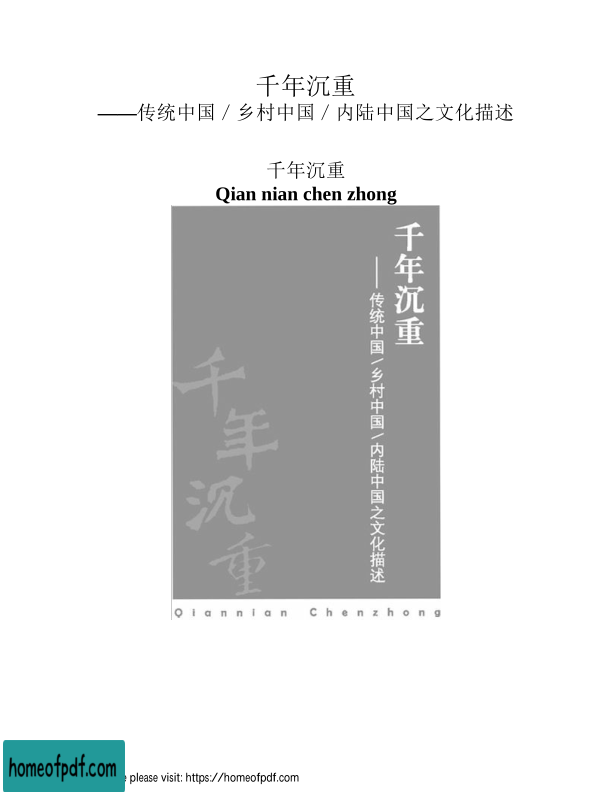 千年沉重
——传统中国/乡村中国/内陆中国之文化描述
千年沉重
Qian nian chen zhong
千年沉重
——传统中国/乡村中国/内陆中国之文化描述
千年沉重
Qiannian Chenzhong
homeofpdf.com
please visit: https://homeofpdf.com